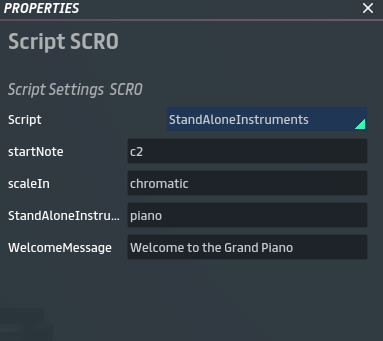 PROPERTIES
Script SCR0
Script Settings SCR0
Script StandAloneInstruments
startNote c2
scaleIn chromatic
StandAloneInstru... piano
WelcomeMessage Welcome to the Grand Piano